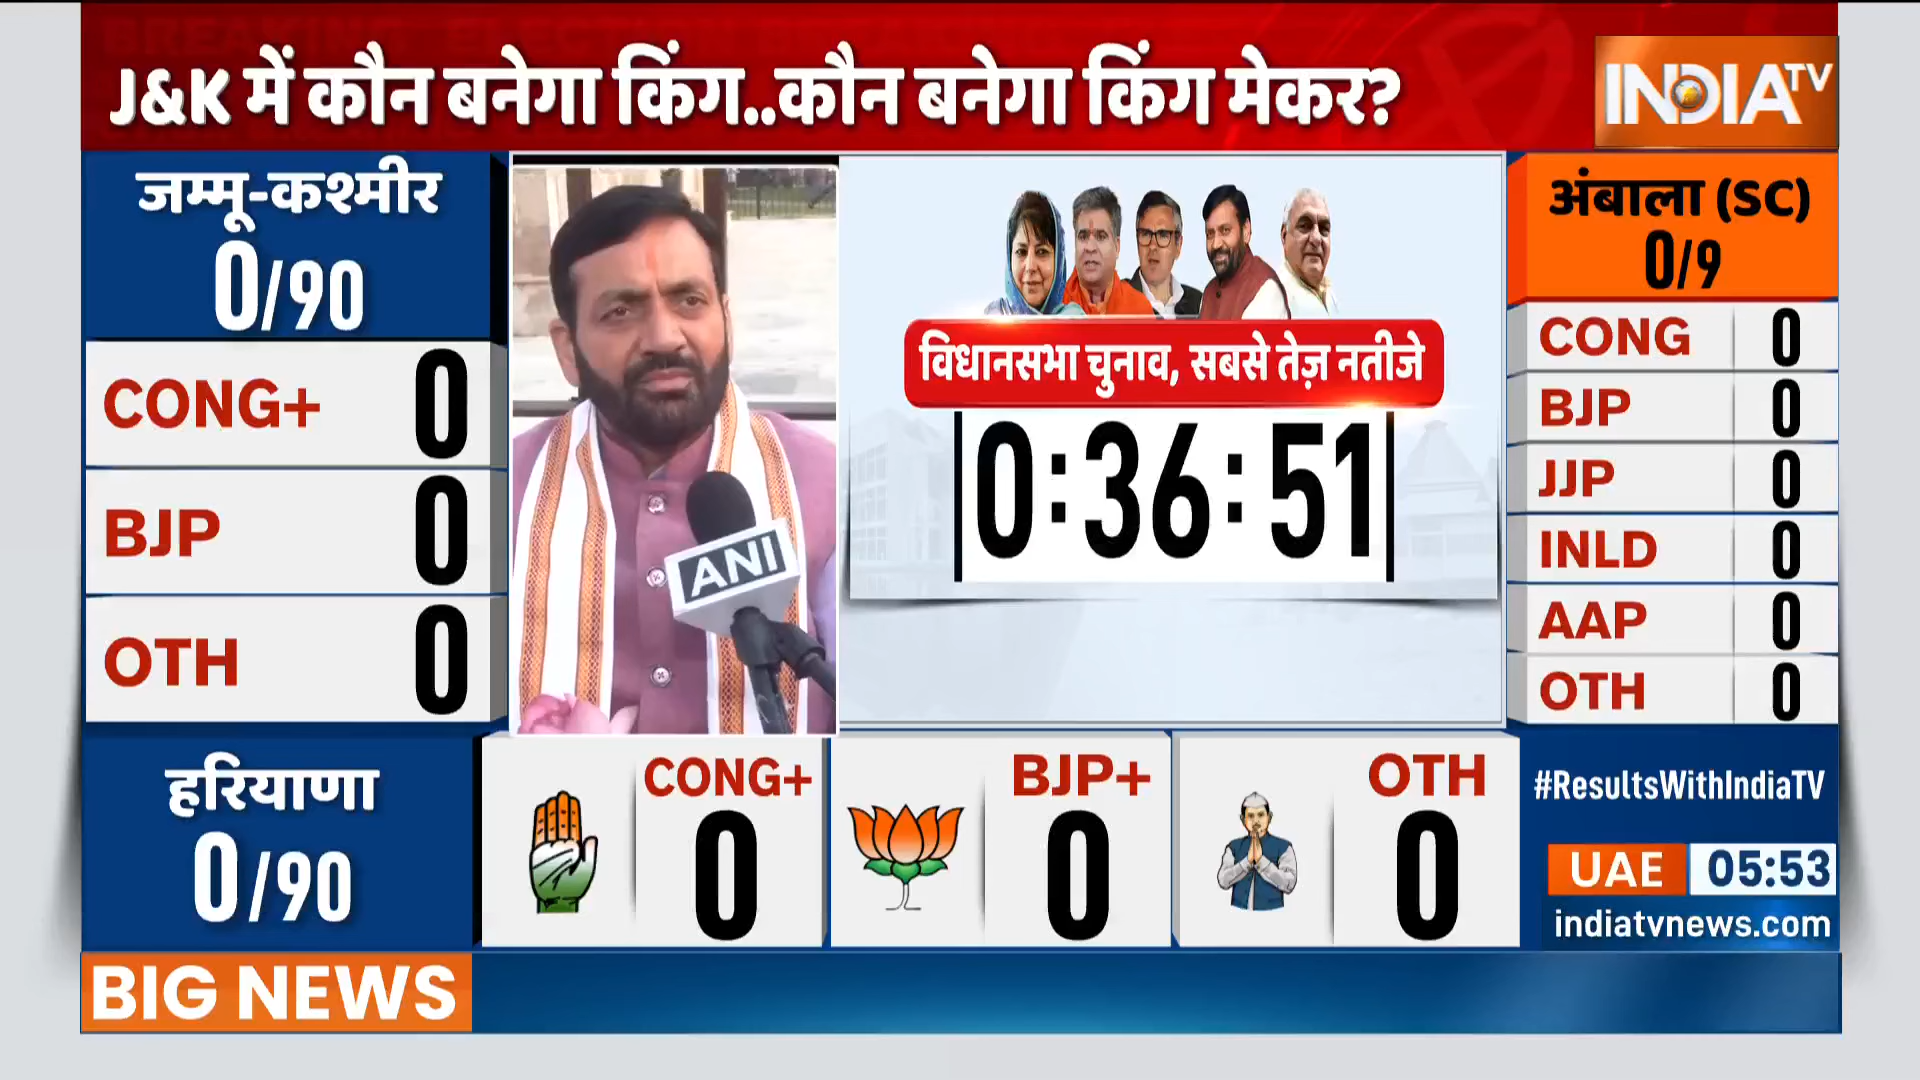 J&K में कौन बनेगा किंग..कौन बनेगा किंग मेकर?
INDIA TV
जम्मू-कश्मीर
0/90
CONG+ 0
BJP 0
OTH 0
ANI
विधानसभा चुनाव, सबसे तेज़ नतीजे
0:36:51
अंबाला (SC)
0/9
CONG 0
BJP 0
JJP 0
INLD 0
AAP 0
OTH 0
हरियाणा
0/90
CONG+
0
BJP+
0
OTH
0
#ResultsWithIndiaTV
UAE 05:53
indiatvnews.com
BIG NEWS